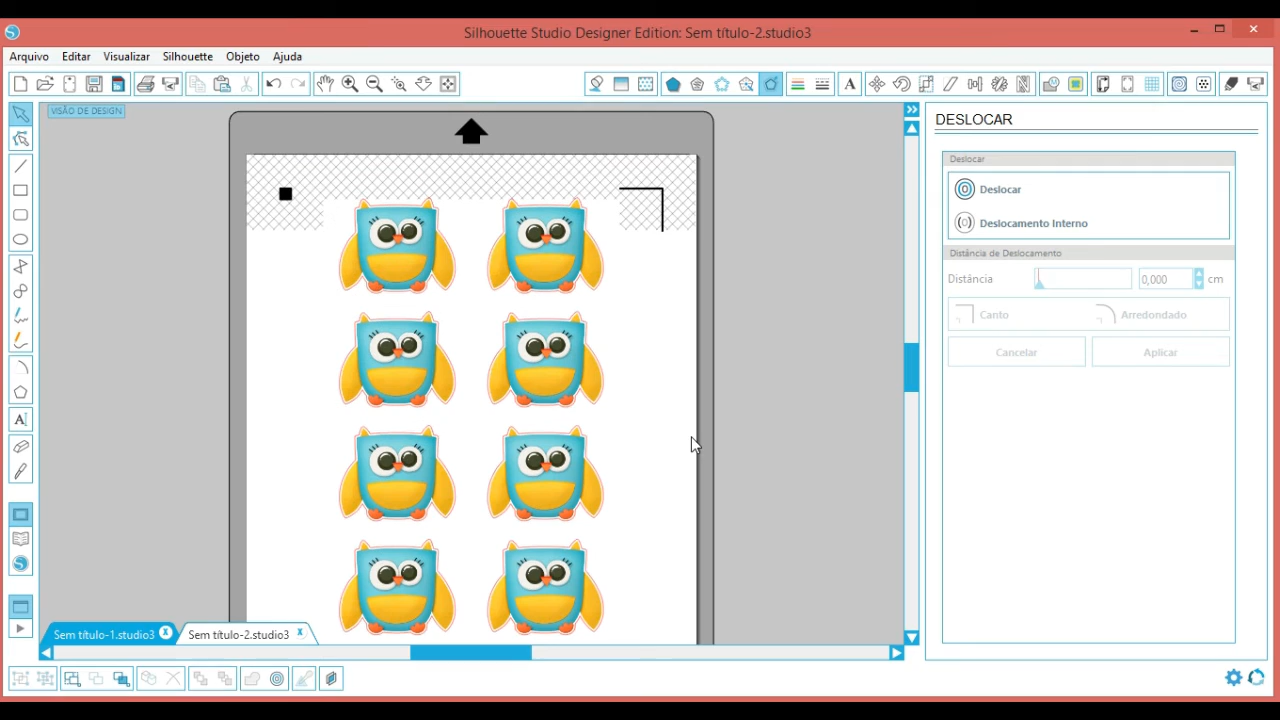 Silhouette Studio Designer Edition: Sem título-2.studio3
Arquivo Editar Visualizar Silhouette Objeto Ajuda
VISÃO DE DESIGN
DESLOCAR
Deslocar
Deslocar
Deslocamento Interno
Distância de Deslocamento
Distância 0,000 cm
Canto Arredondado
Cancelar Aplicar
Sem título-1.studio3 Sem título-2.studio3